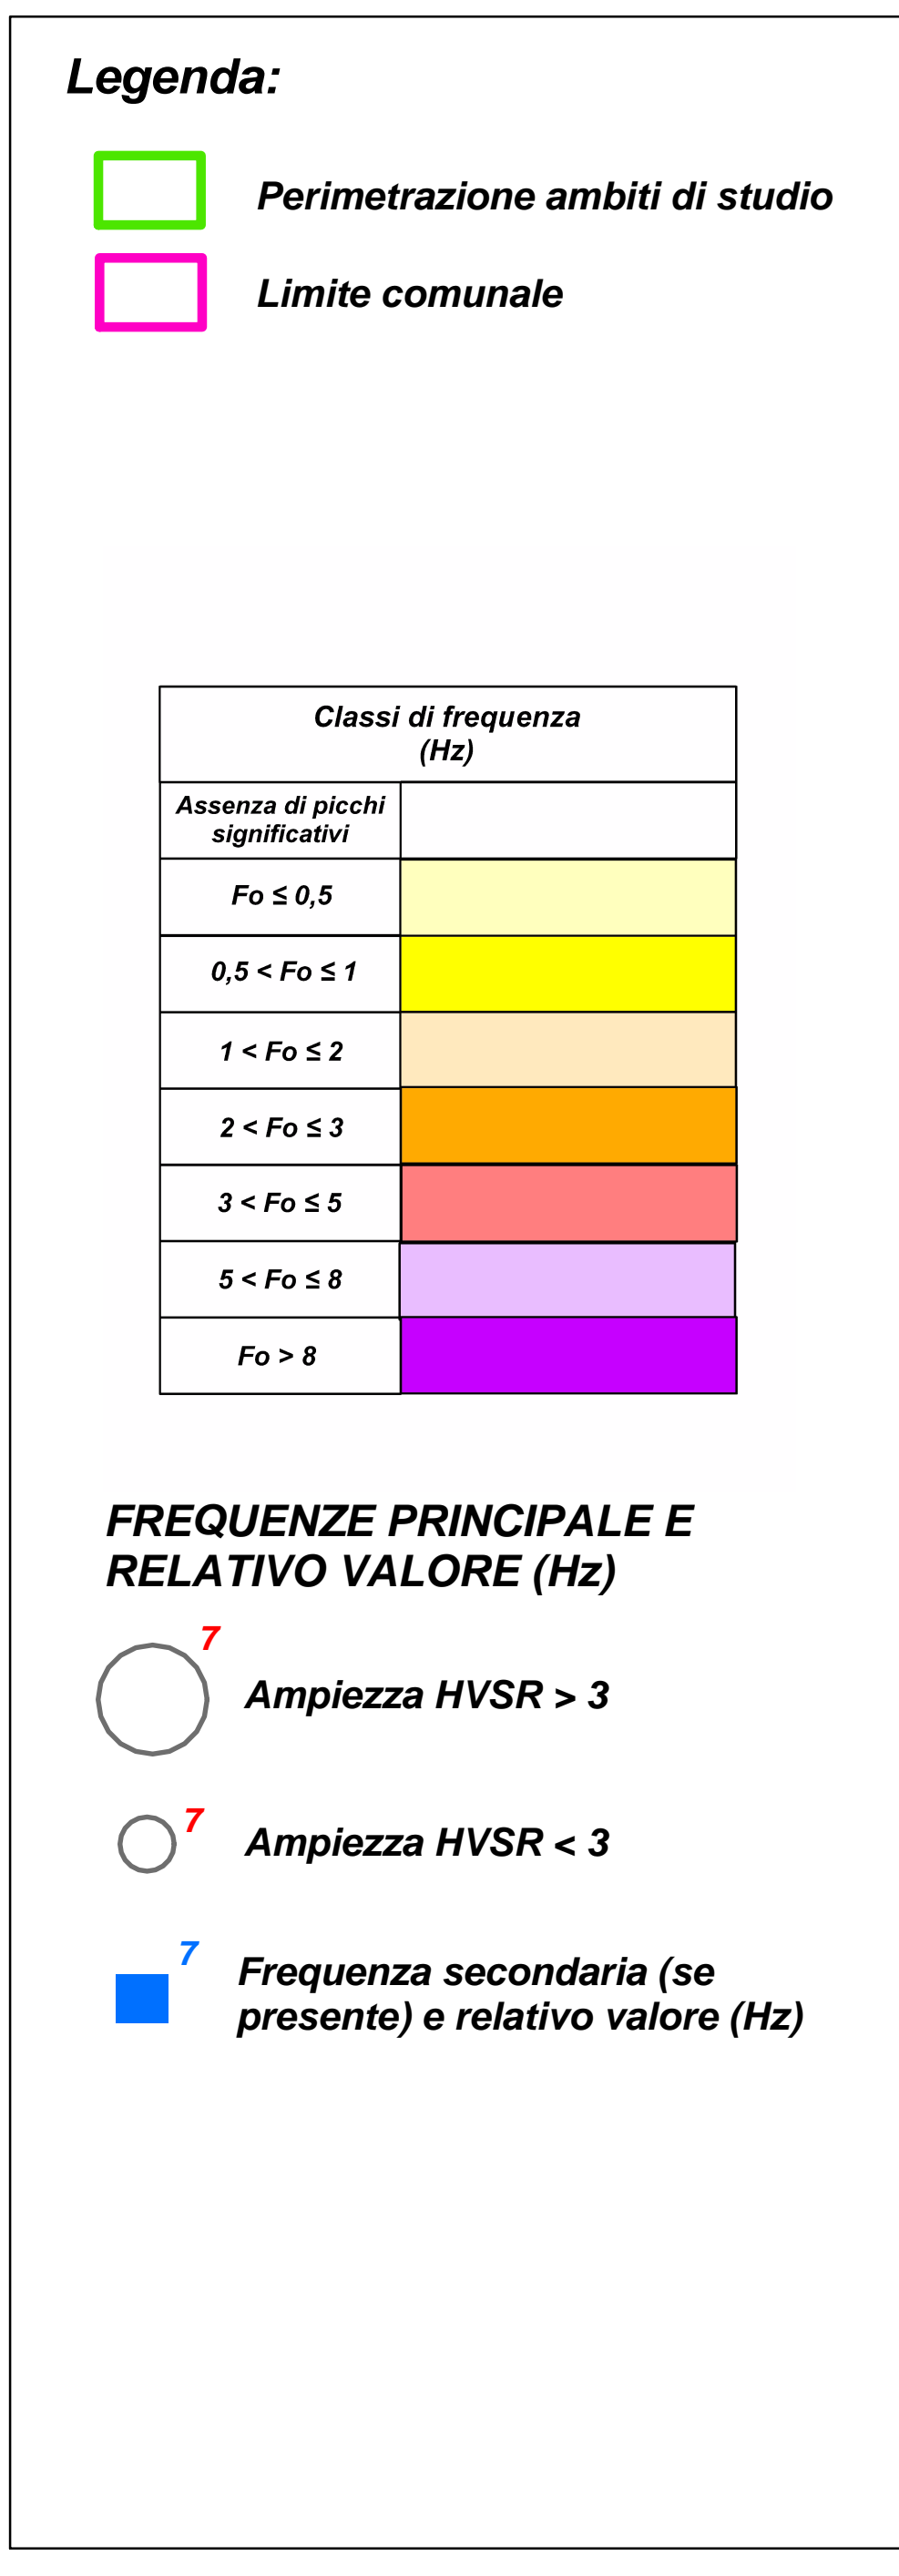 Legenda:
Perimetrazione ambiti di studio
Limite comunale
Classi di frequenza
(Hz)
Assenza di picchi
significativi
Fo ≤ 0,5
0,5 < Fo ≤ 1
1 < Fo ≤ 2
2 < Fo ≤ 3
3 < Fo ≤ 5
5 < Fo ≤ 8
Fo > 8
FREQUENZE PRINCIPALE E
RELATIVO VALORE (Hz)
7
Ampiezza HVSR > 3
7
Ampiezza HVSR < 3
7
Frequenza secondaria (se
presente) e relativo valore (Hz)